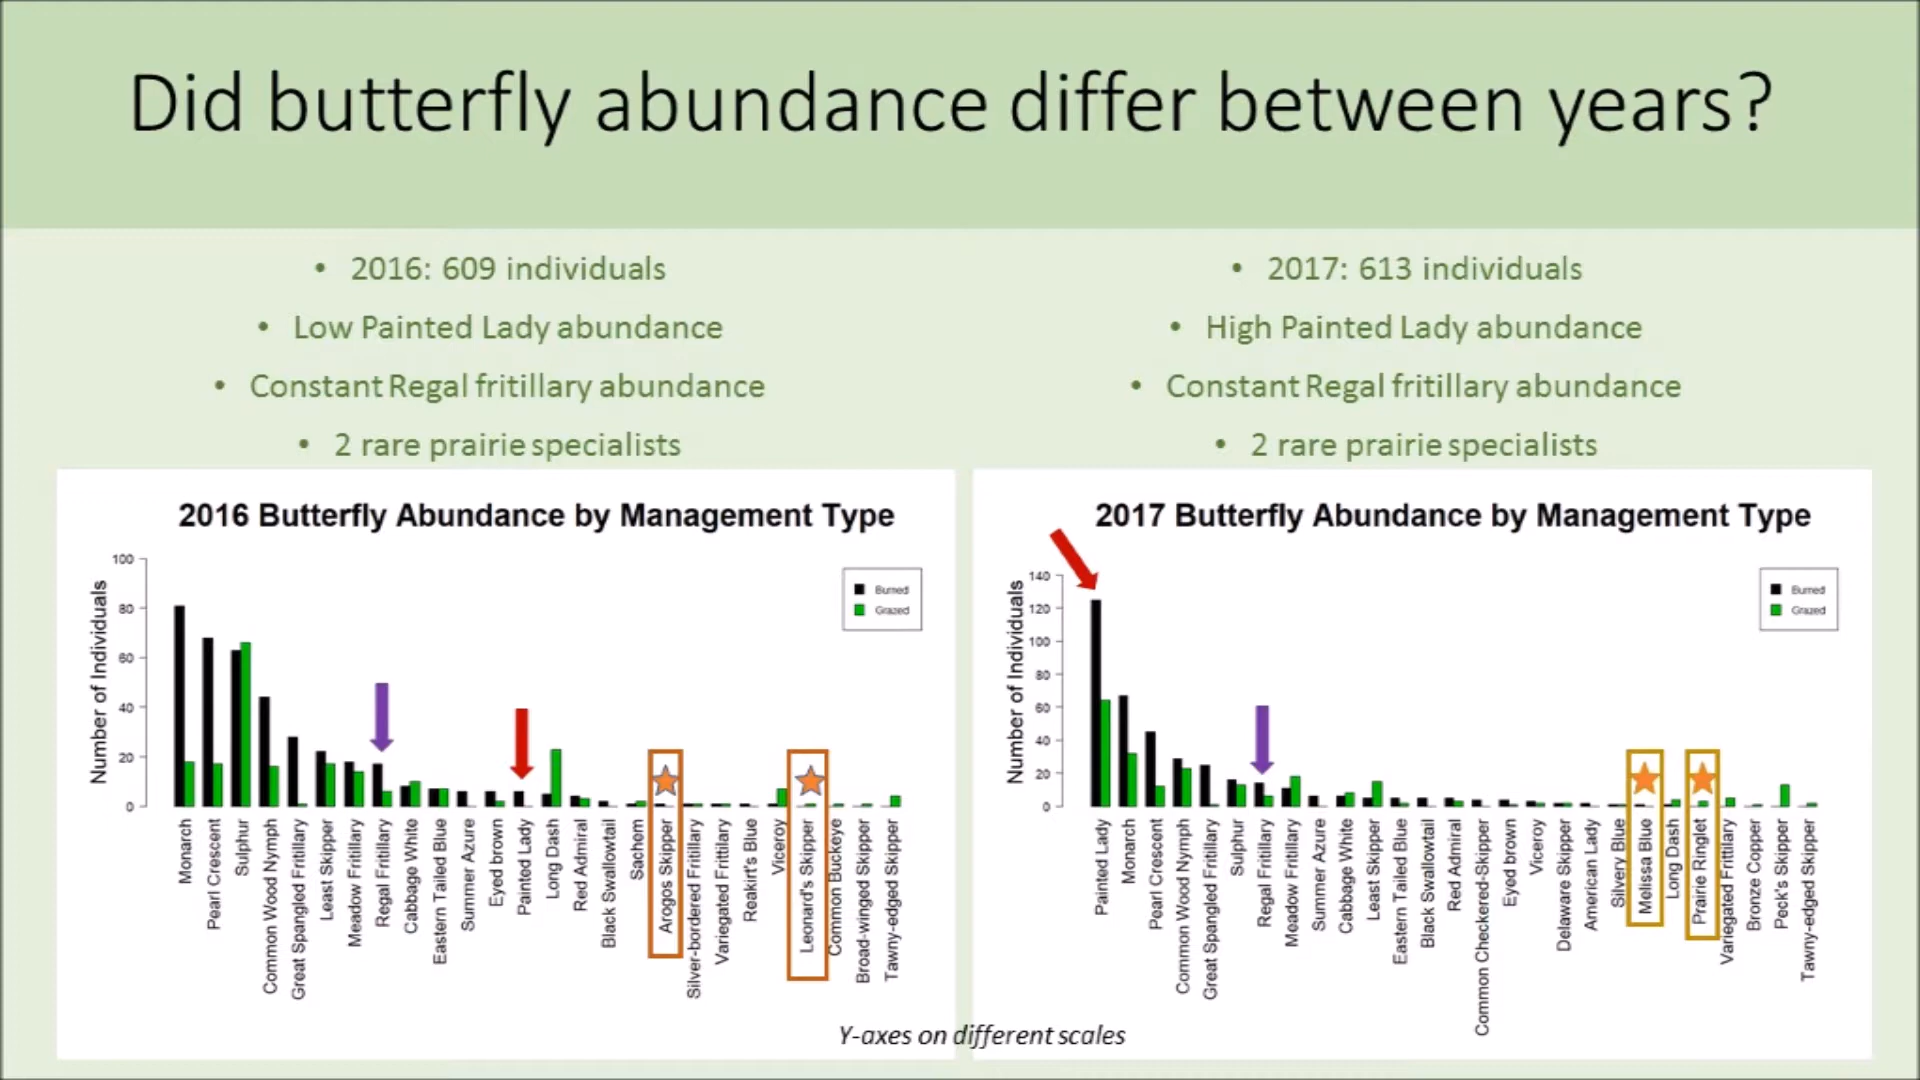 Did butterfly abundance differ between years?
• 2016: 609 individuals
• Low Painted Lady abundance
• Constant Regal fritillary abundance
• 2 rare prairie specialists
• 2017: 613 individuals
• High Painted Lady abundance
• Constant Regal fritillary abundance
• 2 rare prairie specialists
2016 Butterfly Abundance by Management Type
Number of Individuals
100
80
60
40
20
0
Burned
Grazed
Monarch
Pearl Crescent
Sulphur
Common Wood Nymph
Great Spangled Fritillary
Least Skipper
Meadow Fritillary
Regal Fritillary
Cabbage White
Eastern Tailed Blue
Summer Azure
Eyed brown
Painted Lady
Long Dash
Red Admiral
Black Swallowtail
Sachem
Arogos Skipper
Silver-bordered Fritillary
Variegated Frittilary
Reakirt's Blue
Viceroy
Leonard's Skipper
Common Buckeye
Broad-winged Skipper
Tawny-edged Skipper
2017 Butterfly Abundance by Management Type
Number of Individuals
140
120
100
80
60
40
20
0
Burned
Grazed
Painted Lady
Monarch
Pearl Crescent
Common Wood Nymph
Great Spangled Fritillary
Sulphur
Regal Fritillary
Meadow Fritillary
Summer Azure
Cabbage White
Least Skipper
Eastern Tailed Blue
Black Swallowtail
Red Admiral
Common Checkered-Skipper
Eyed brown
Viceroy
Delaware Skipper
American Lady
Silvery Blue
Melissa Blue
Long Dash
Prairie Ringlet
Variegated Frittilary
Bronze Copper
Peck's Skipper
Tawny-edged Skipper
Y-axes on different scales